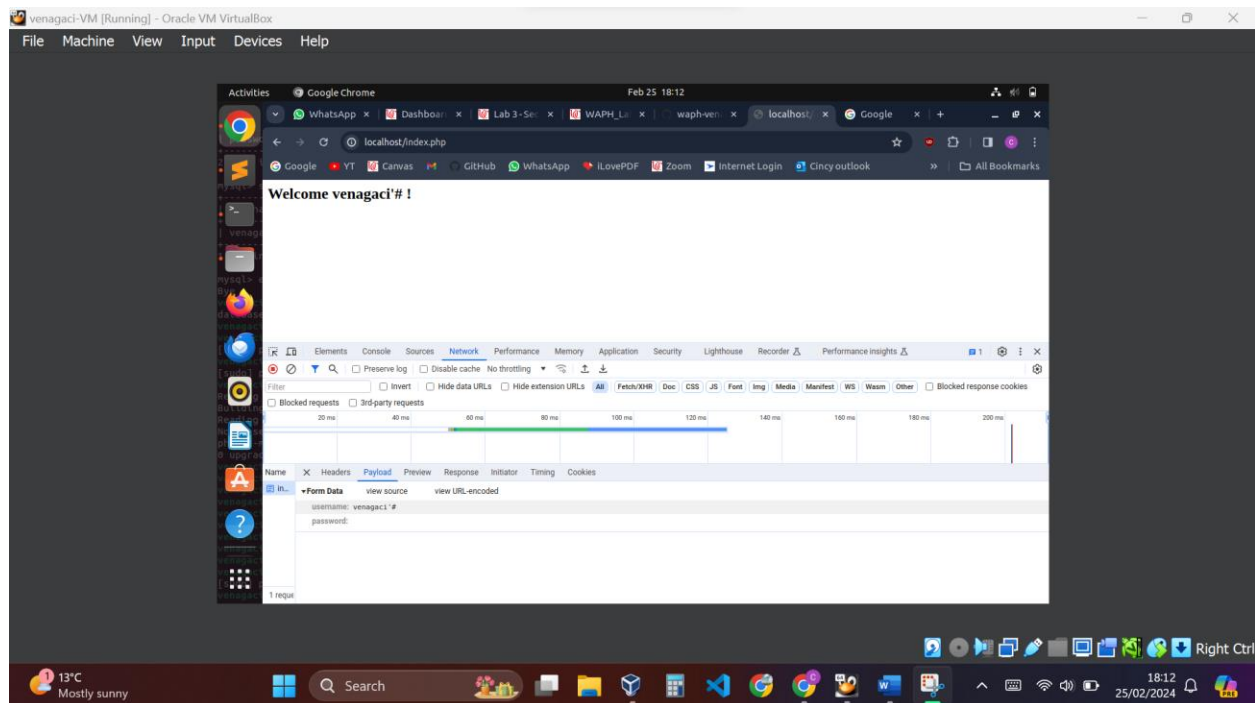 venagaci-VM [Running] - Oracle VM VirtualBox
File Machine View Input Devices Help
Activities Google Chrome Feb 25 18:12
WhatsApp Dashboar Lab 3 - Sec WAPH_La waph-ven localhost/ Google
localhost/index.php
Google YT Canvas GitHub WhatsApp iLovePDF Zoom Internet Login Cincy outlook » All Bookmarks
Welcome venagaci'# !
Elements Console Sources Network Performance Memory Application Security Lighthouse Recorder Performance insights 1
Preserve log Disable cache No throttling
Filter Invert Hide data URLs Hide extension URLs All Fetch/XHR Doc CSS JS Font Img Media Manifest WS Wasm Other Blocked response cookies
Blocked requests 3rd-party requests
20 ms 40 ms 60 ms 80 ms 100 ms 120 ms 140 ms 160 ms 180 ms 200 ms
Name Headers Payload Preview Response Initiator Timing Cookies
in... Form Data view source view URL-encoded
username: venagaci'#
password:
1 reque
Right Ctrl
1 13°C
Mostly sunny
Search
18:12
25/02/2024